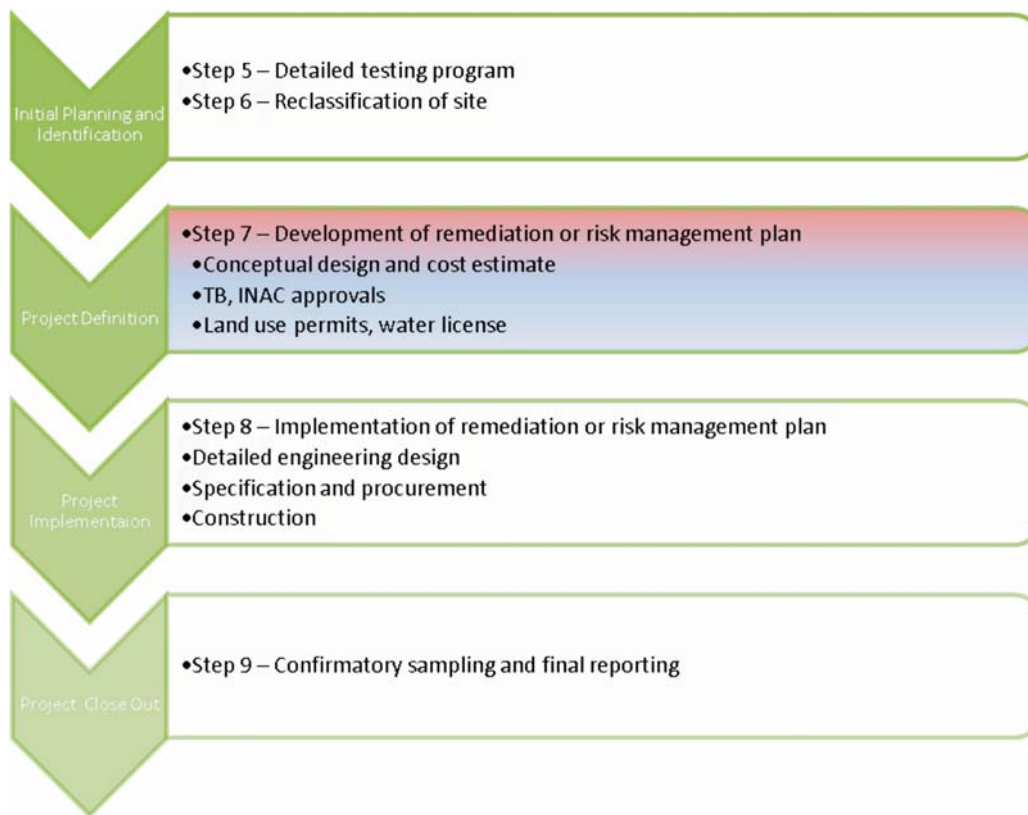 Initial Planning and
Identification
•Step 5 – Detailed testing program
•Step 6 – Reclassification of site
Project Definition
•Step 7 – Development of remediation or risk management plan
•Conceptual design and cost estimate
•TB, INAC approvals
•Land use permits, water license
Project
Implementaion
•Step 8 – Implementation of remediation or risk management plan
•Detailed engineering design
•Specification and procurement
•Construction
Project Close Out
•Step 9 – Confirmatory sampling and final reporting